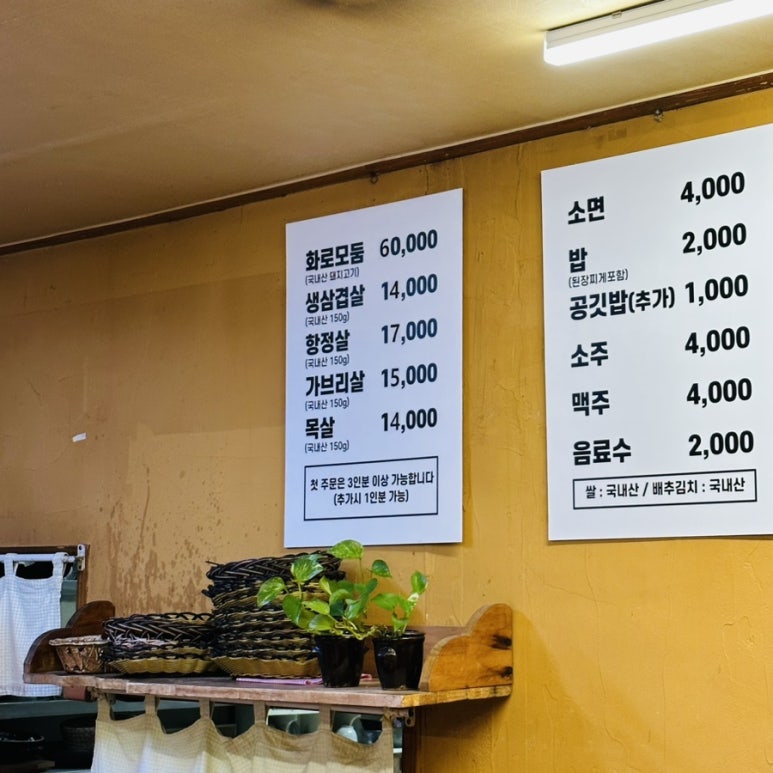 화로모둠 60,000
(국내산 돼지고기)
생삼겹살 14,000
(국내산 150g)
항정살 17,000
(국내산 150g)
가브리살 15,000
(국내산 150g)
목살 14,000
(국내산 150g)
첫 주문은 3인분 이상 가능합니다
(추가시 1인분 가능)
소면 4,000
밥 2,000
(된장찌게포함)
공깃밥(추가) 1,000
소주 4,000
맥주 4,000
음료수 2,000
쌀 : 국내산 / 배추김치 : 국내산